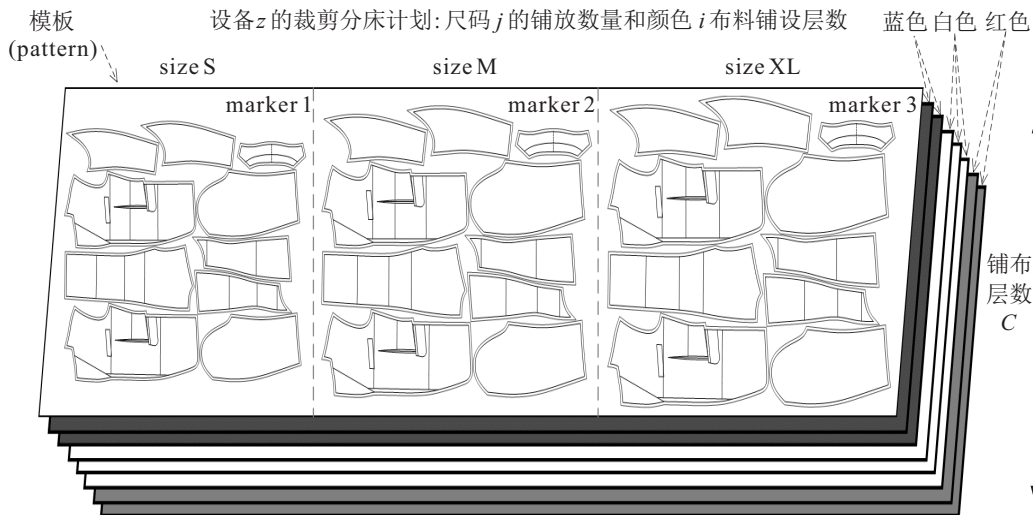 模板
(pattern)
设备z的裁剪分床计划:尺码j的铺放数量和颜色i布料铺设层数
蓝色 白色 红色
size S
size M
size XL
marker 1
marker 2
marker 3
铺布
层数
C